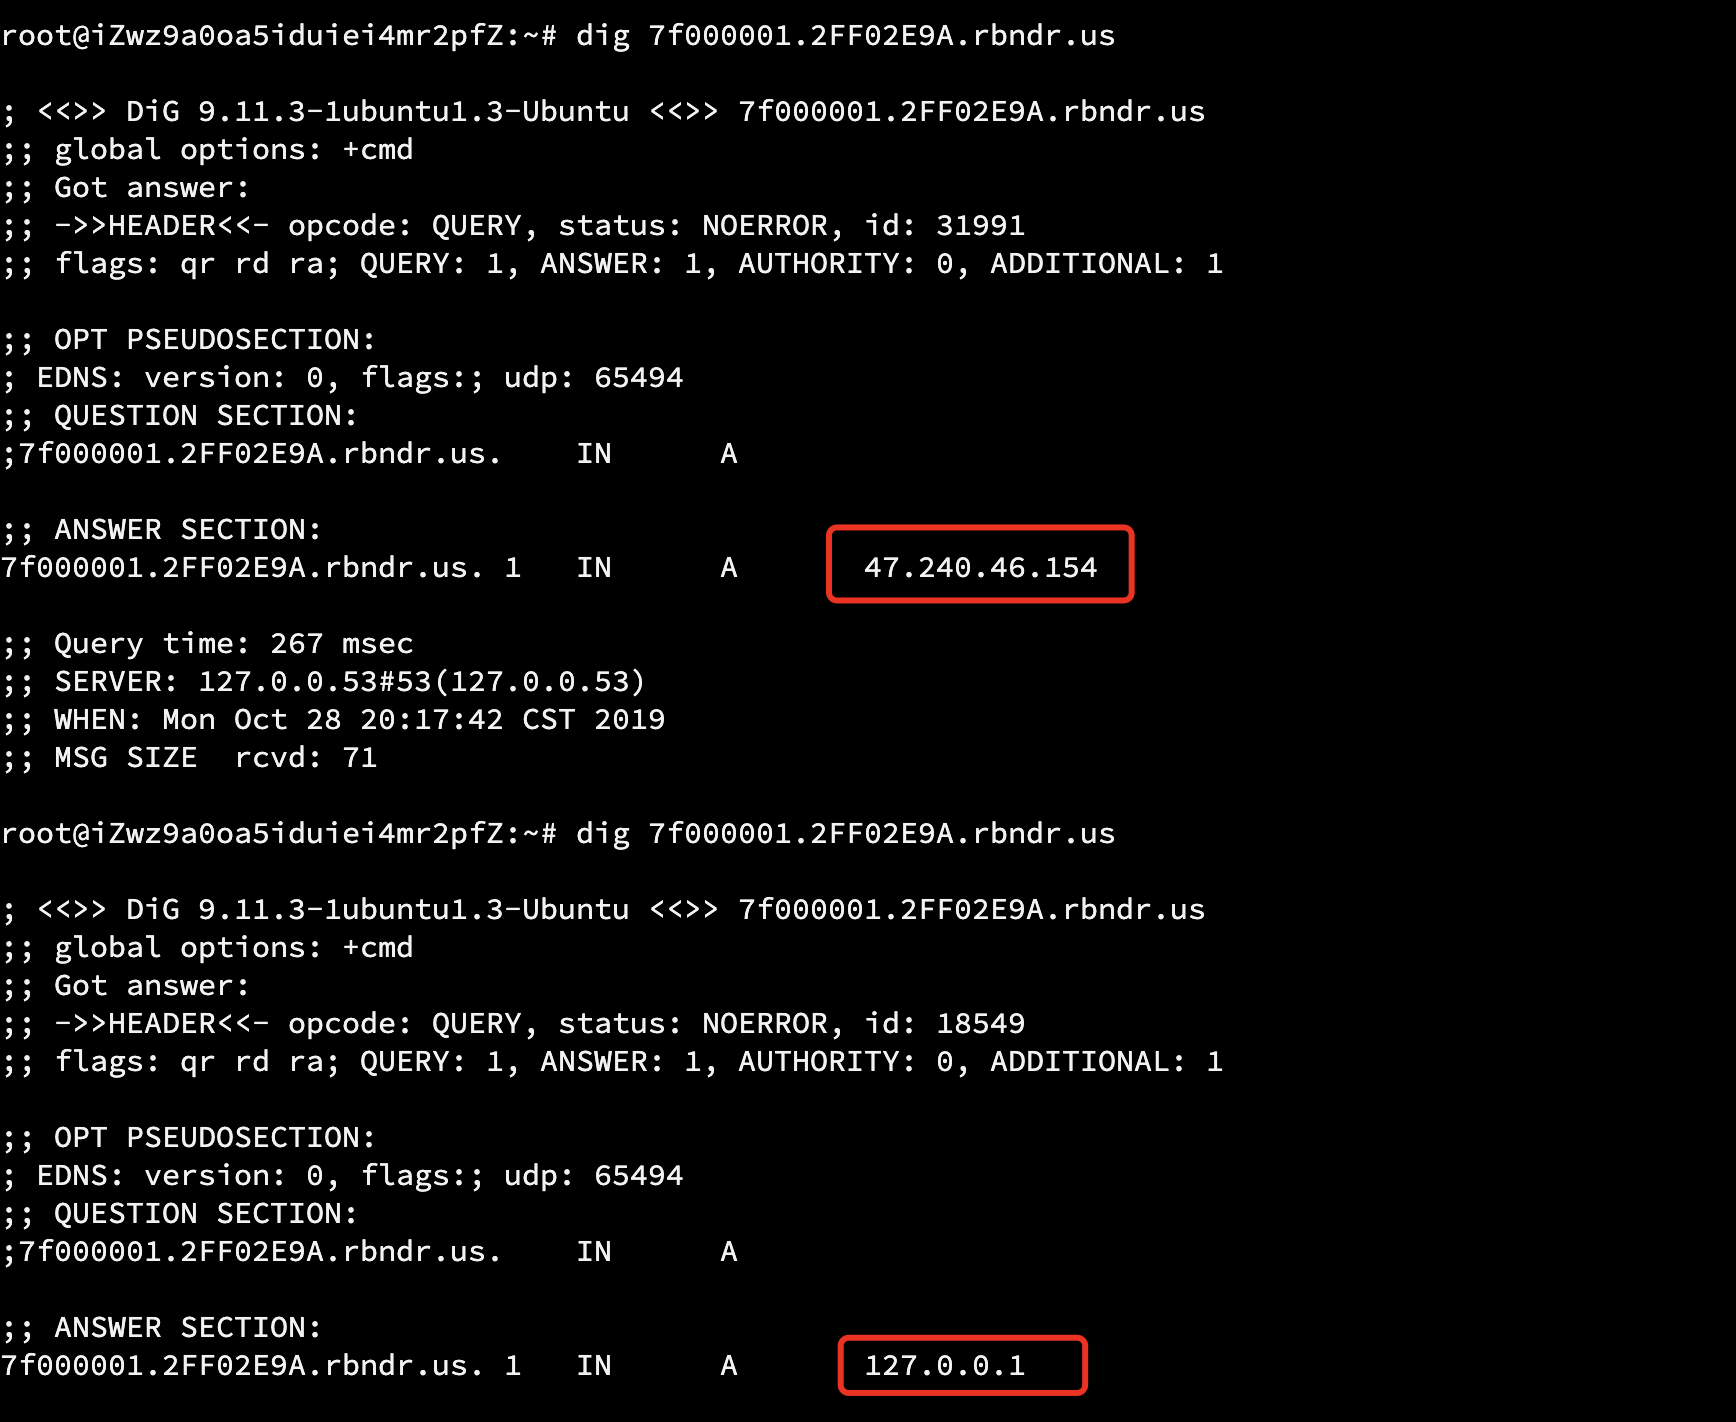 root@iZwz9a0oa5iduiei4mr2pfZ:~# dig 7f000001.2FF02E9A.rbndr.us
; <<>> DiG 9.11.3-1ubuntu1.3-Ubuntu <<>> 7f000001.2FF02E9A.rbndr.us
;; global options: +cmd
;; Got answer:
;; ->>HEADER<<- opcode: QUERY, status: NOERROR, id: 31991
;; flags: qr rd ra; QUERY: 1, ANSWER: 1, AUTHORITY: 0, ADDITIONAL: 1
;; OPT PSEUDOSECTION:
; EDNS: version: 0, flags:; udp: 65494
;; QUESTION SECTION:
;7f000001.2FF02E9A.rbndr.us. IN A
;; ANSWER SECTION:
7f000001.2FF02E9A.rbndr.us. 1 IN A 47.240.46.154
;; Query time: 267 msec
;; SERVER: 127.0.0.53#53(127.0.0.53)
;; WHEN: Mon Oct 28 20:17:42 CST 2019
;; MSG SIZE  rcvd: 71
root@iZwz9a0oa5iduiei4mr2pfZ:~# dig 7f000001.2FF02E9A.rbndr.us
; <<>> DiG 9.11.3-1ubuntu1.3-Ubuntu <<>> 7f000001.2FF02E9A.rbndr.us
;; global options: +cmd
;; Got answer:
;; ->>HEADER<<- opcode: QUERY, status: NOERROR, id: 18549
;; flags: qr rd ra; QUERY: 1, ANSWER: 1, AUTHORITY: 0, ADDITIONAL: 1
;; OPT PSEUDOSECTION:
; EDNS: version: 0, flags:; udp: 65494
;; QUESTION SECTION:
;7f000001.2FF02E9A.rbndr.us. IN A
;; ANSWER SECTION:
7f000001.2FF02E9A.rbndr.us. 1 IN A 127.0.0.1